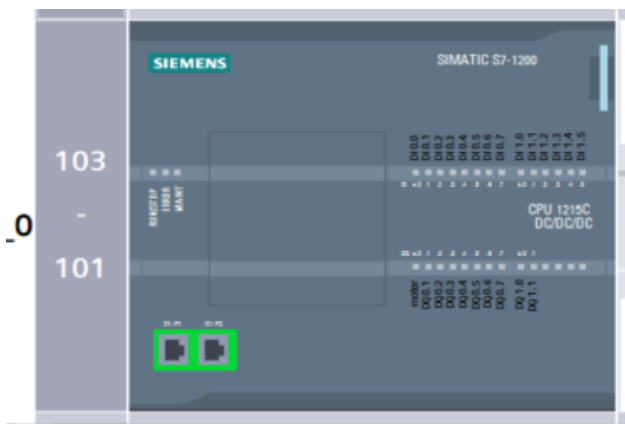 SIEMENS
SIMATIC S7-1200
DI 0.0
DI 0.1
DI 0.2
DI 0.3
DI 0.4
DI 0.5
DI 0.6
DI 0.7
DI 1.0
DI 1.1
DI 1.2
DI 1.3
DI 1.4
DI 1.5
103
RUN/STOP
ERROR
MAINT
CPU 1215C
DC/DC/DC
_0
-
101
motor
DQ 0.1
DQ 0.2
DQ 0.3
DQ 0.4
DQ 0.5
DQ 0.6
DQ 0.7
DQ 1.0
DQ 1.1
X1 P1
X1 P2